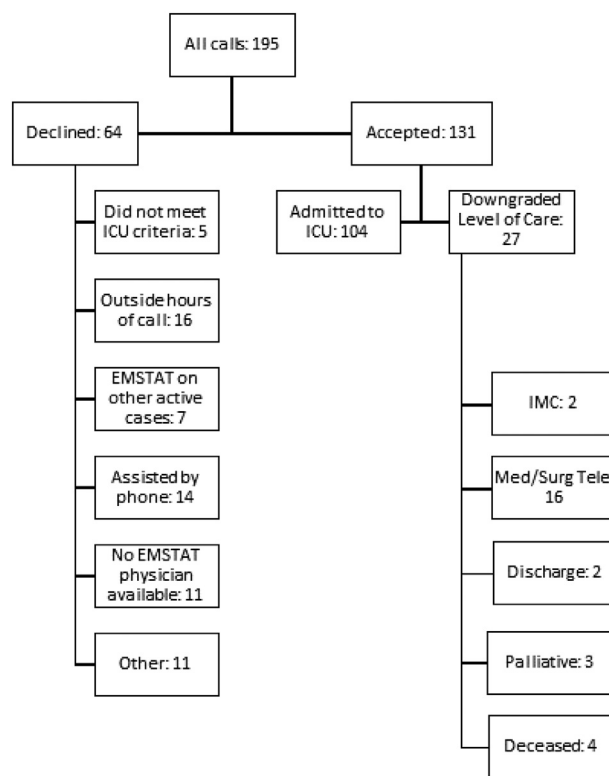 All calls: 195
Declined: 64
Accepted: 131
Did not meet
ICU criteria: 5
Outside hours
of call: 16
EMSTAT on
other active
cases: 7
Assisted by
phone: 14
No EMSTAT
physician
available: 11
Other: 11
Admitted to
ICU: 104
Downgraded
Level of Care:
27
IMC: 2
Med/Surg Tele
16
Discharge: 2
Palliative: 3
Deceased: 4